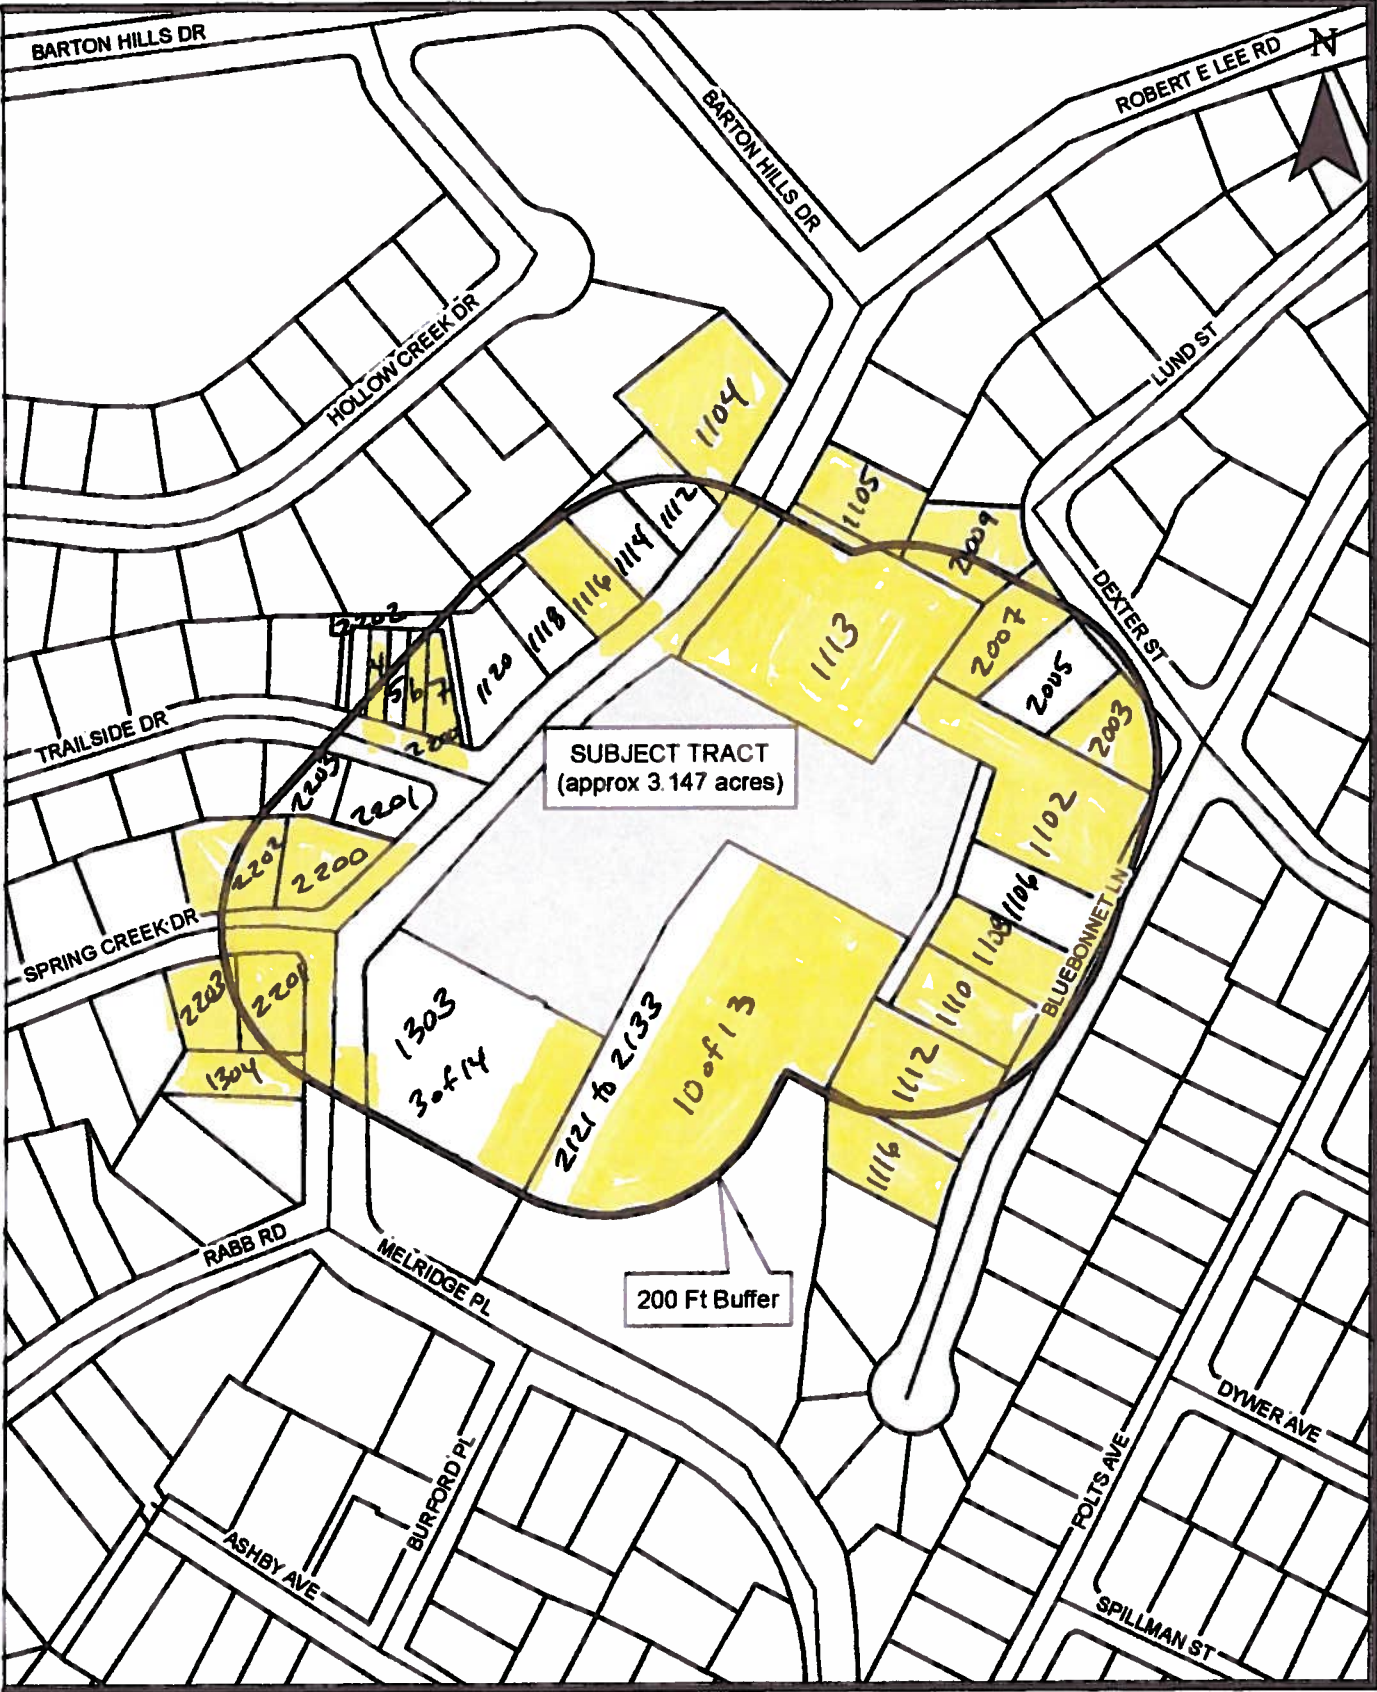 BARTON HILLS DR
BARTON HILLS DR
ROBERT E LEE RD
N
HOLLOW CREEK DR
LUND ST
1104
1105
1112
2009
1114
1116
DEXTER ST
1113
2202
1118
2007
4
5
6
7
1120
2005
TRAILSIDE DR
2200
2003
SUBJECT TRACT
(approx 3.147 acres)
2203
2201
1102
2202
2200
1106
1108
BLUEBONNET LN
SPRING CREEK DR
2203
2201
1110
1303
3 of 14
2121 to 2133
10 of 13
1304
1112
1116
RABB RD
MELRIDGE PL
200 Ft Buffer
DYWER AVE
BURFORD PL
FOLTS AVE
ASHBY AVE
SPILLMAN ST